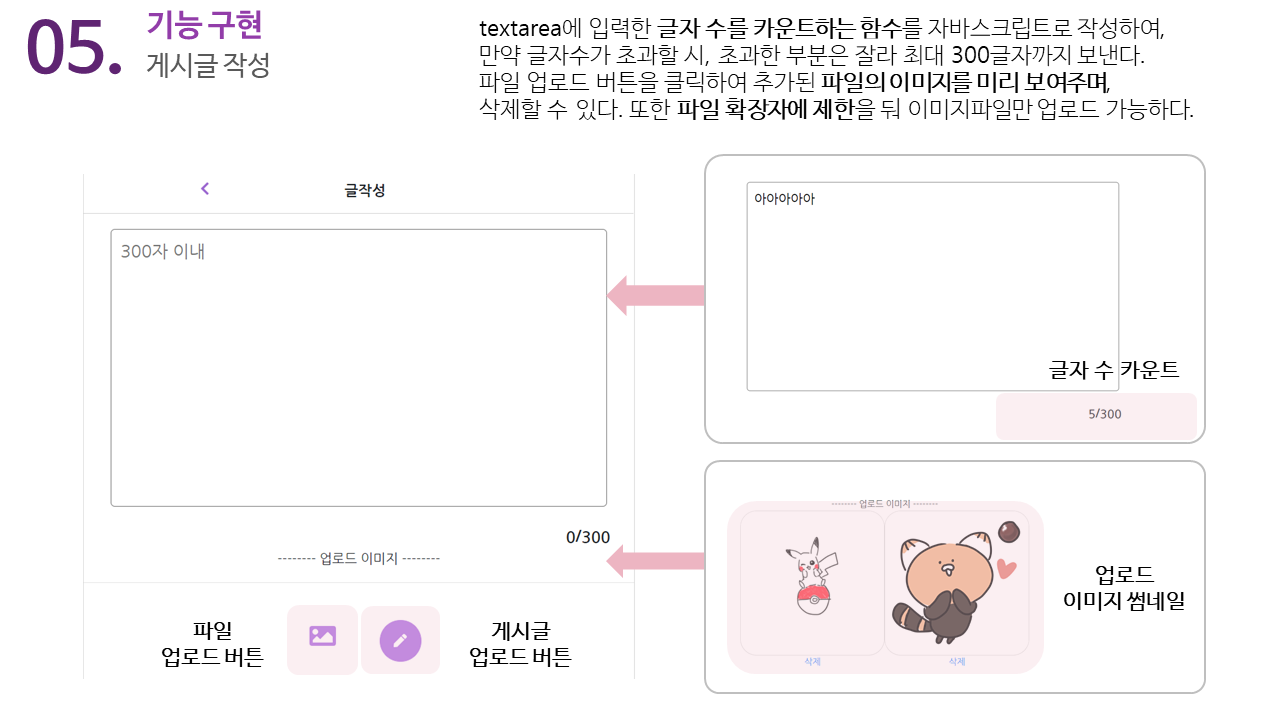 05.
기능 구현
게시글 작성
textarea에 입력한 글자 수를 카운트하는 함수를 자바스크립트로 작성하여,
만약 글자수가 초과할 시, 초과한 부분은 잘라 최대 300글자까지 보낸다.
파일 업로드 버튼을 클릭하여 추가된 파일의 이미지를 미리 보여주며,
삭제할 수 있다. 또한 파일 확장자에 제한을 둬 이미지파일만 업로드 가능하다.
글작성
300자 이내
0/300
-------- 업로드 이미지 --------
파일
업로드 버튼
게시글
업로드 버튼
아아아아아
글자 수 카운트
5/300
-------- 업로드 이미지 --------
삭제
삭제
업로드
이미지 썸네일